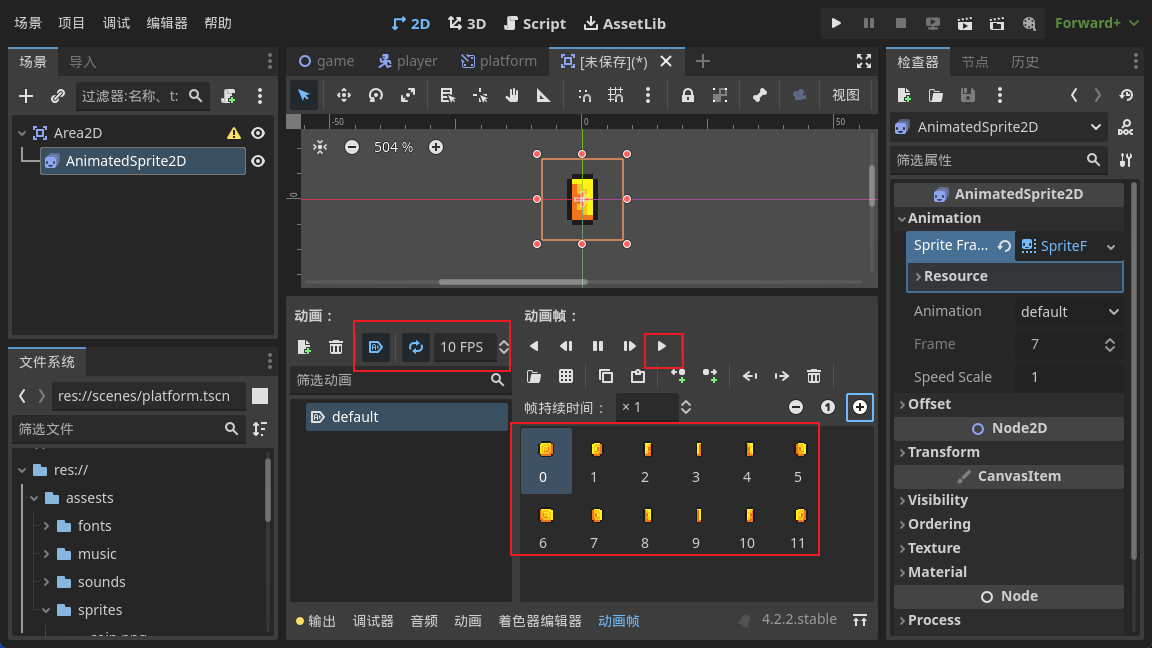 场景 项目 调试 编辑器 帮助
2D 3D Script AssetLib
Forward+
场景 导入
过滤器:名称、t:
Area2D
AnimatedSprite2D
文件系统
res://scenes/platform.tscn
筛选文件
res://
assests
fonts
music
sounds
sprites
game player platform [未保存](*)
视图
-50 0 50
504 %
0
动画：
10 FPS
筛选动画
default
动画帧：
帧持续时间：
× 1
1
0 1 2 3 4 5
6 7 8 9 10 11
输出 调试器 音频 动画 着色器编辑器 动画帧
4.2.2.stable
检查器 节点 历史
AnimatedSprite2D
DOC
筛选属性
AnimatedSprite2D
Animation
Sprite Fra... SpriteF
Resource
Animation default
Frame 7
Speed Scale 1
Offset
Node2D
Transform
CanvasItem
Visibility
Ordering
Texture
Material
Node
Process